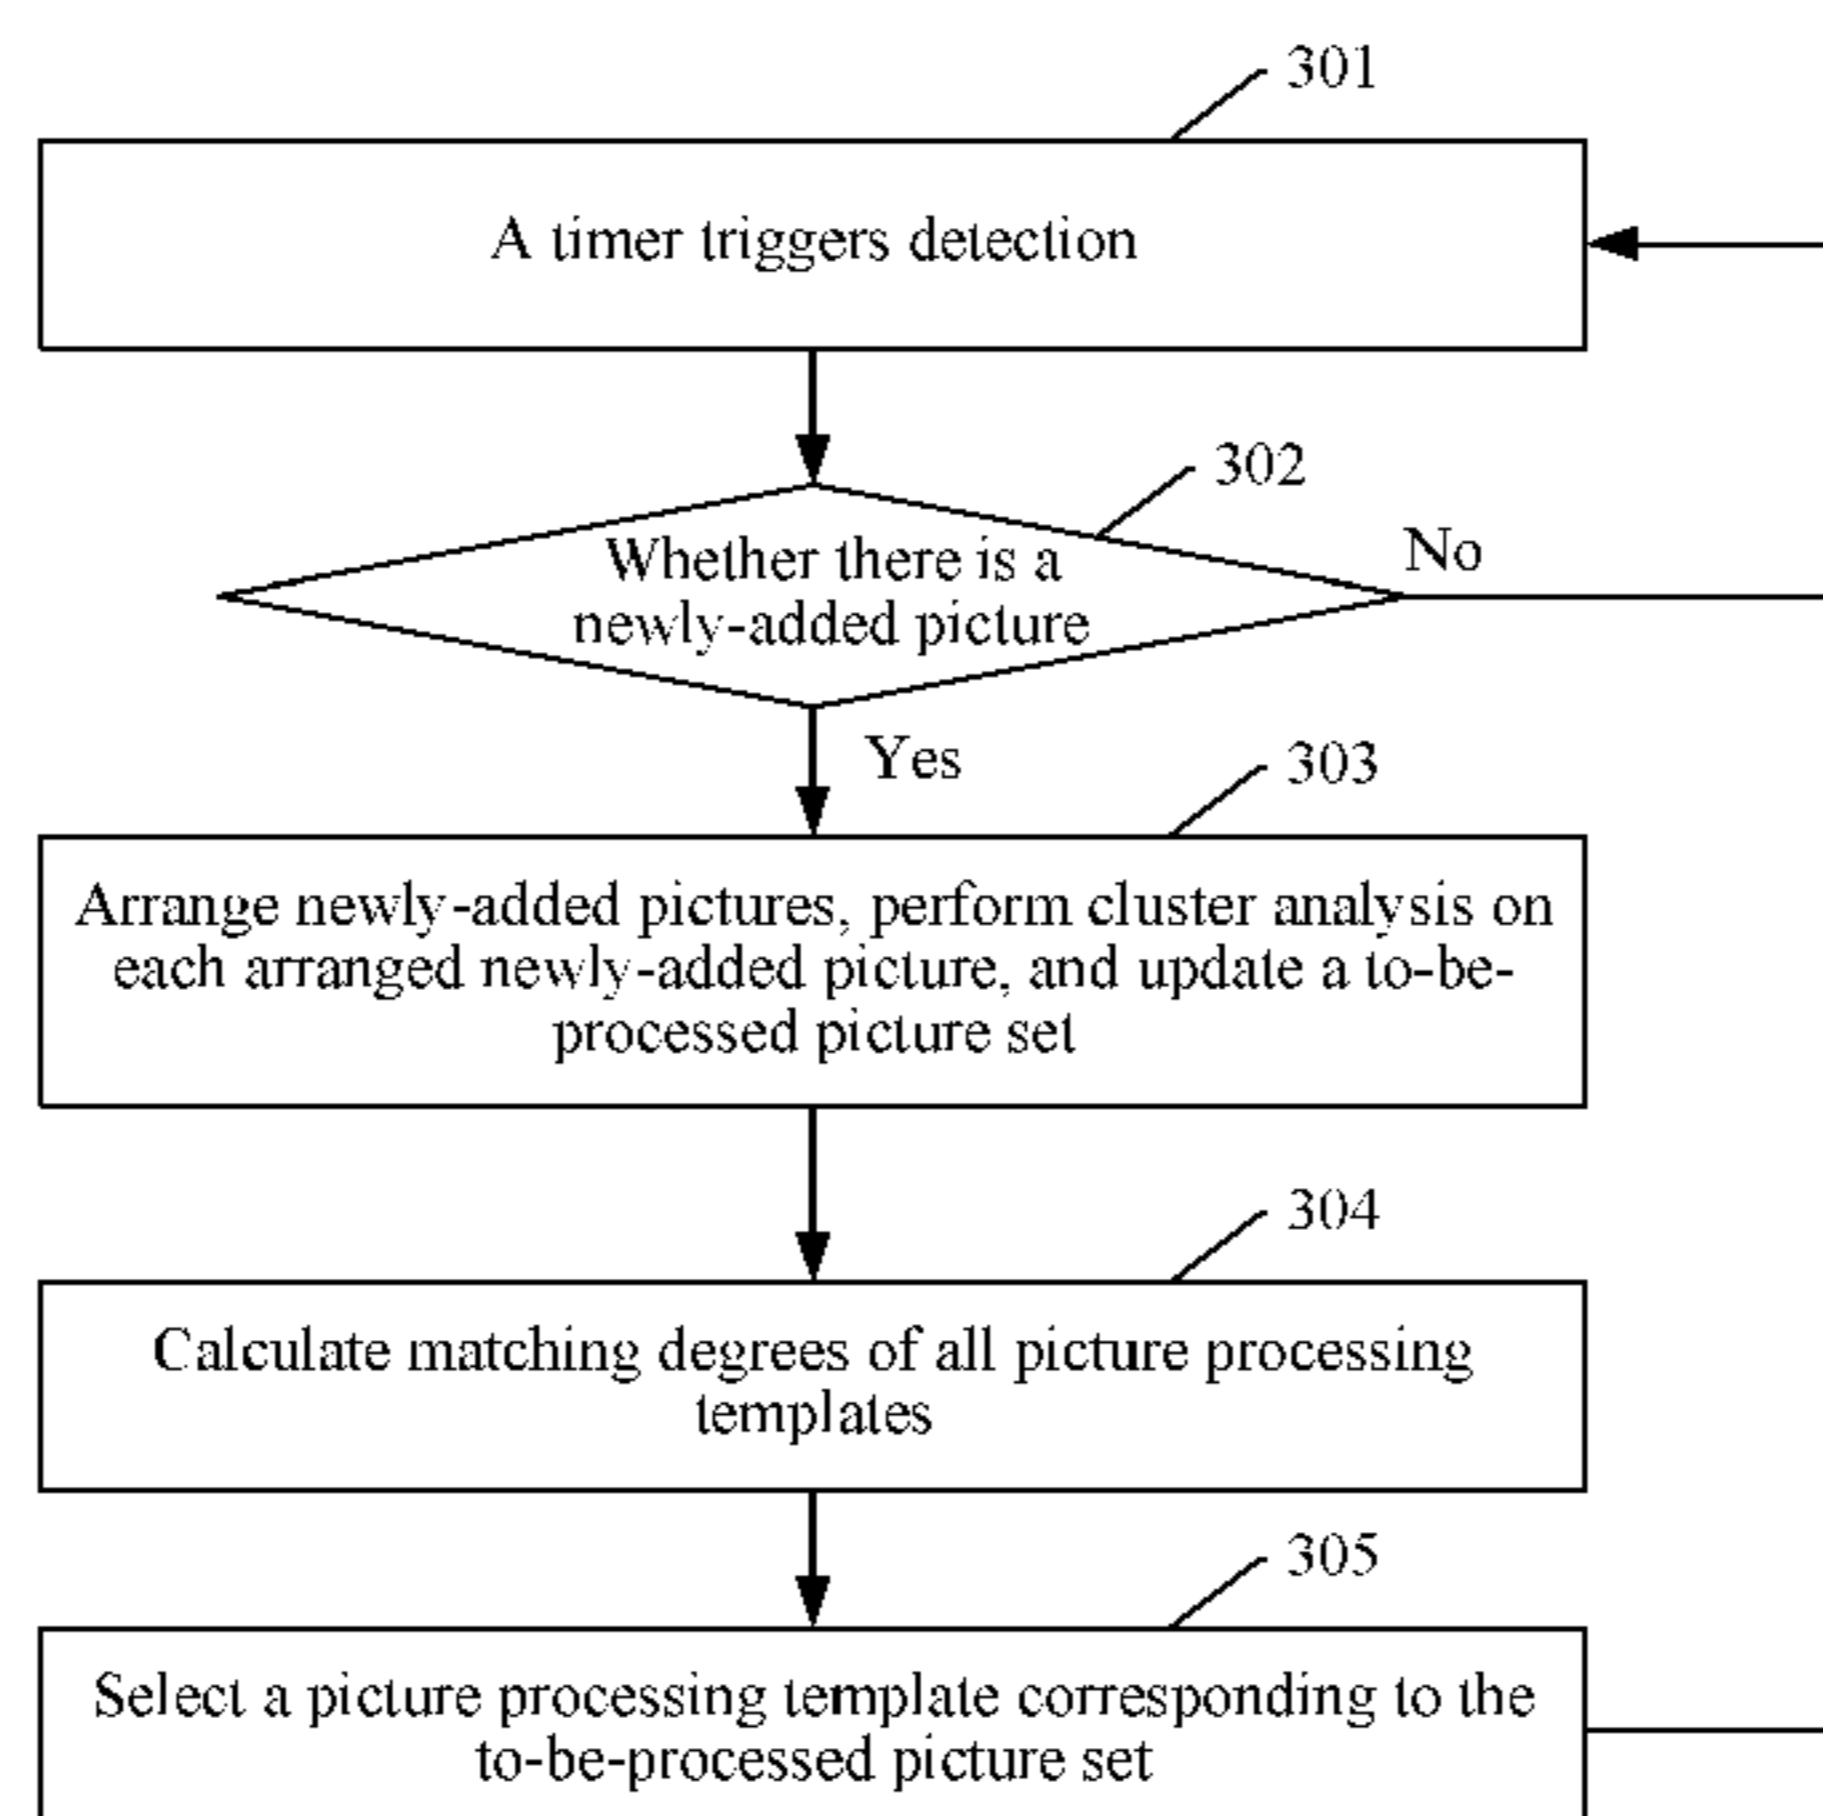 301
A timer triggers detection
302
Whether there is a
newly-added picture
No
Yes
303
Arrange newly-added pictures, perform cluster analysis on
each arranged newly-added picture, and update a to-be-
processed picture set
304
Calculate matching degrees of all picture processing
templates
305
Select a picture processing template corresponding to the
to-be-processed picture set